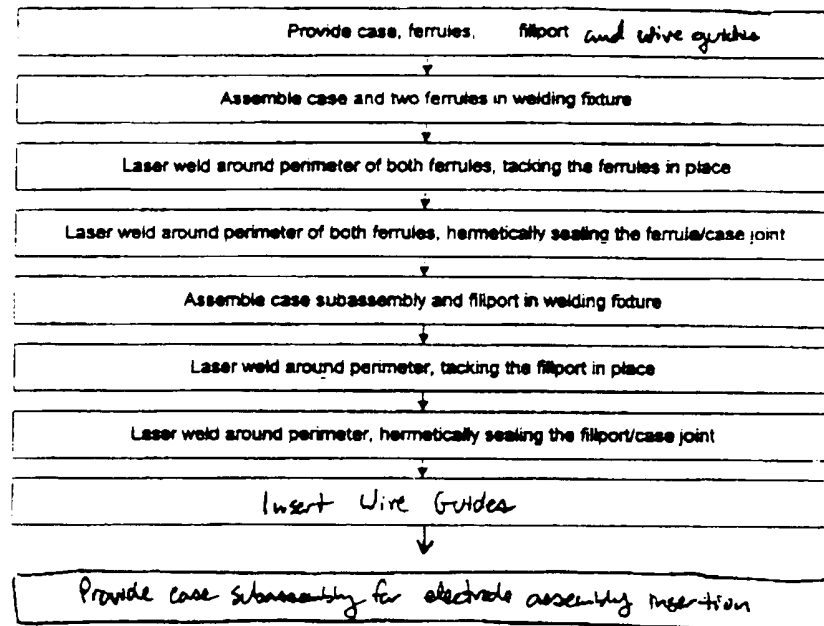 Provide case, ferrules, fillport and wire guides
Assemble case and two ferrules in welding fixture
Laser weld around perimeter of both ferrules, tacking the ferrules in place
Laser weld around perimeter of both ferrules, hermetically sealing the ferrule/case joint
Assemble case subassembly and fillport in welding fixture
Laser weld around perimeter, tacking the fillport in place
Laser weld around perimeter, hermetically sealing the fillport/case joint
Insert Wire Guides
Provide case subassembly for electrode assembly insertion